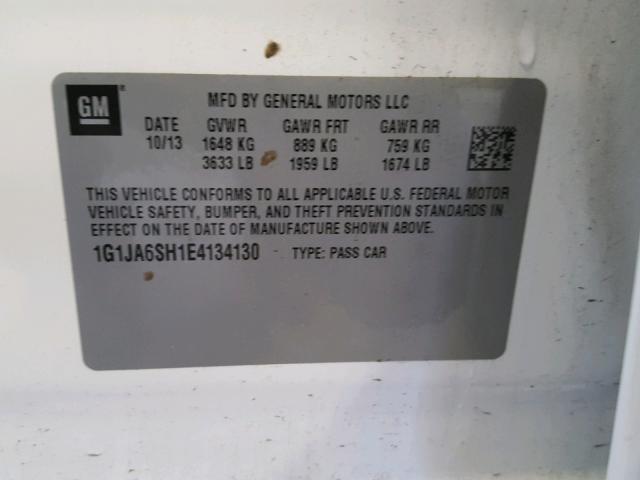 GM ®
MFD BY GENERAL MOTORS LLC
DATE GVWR GAWR FRT GAWR RR
10/13 1648 KG 889 KG 759 KG
3633 LB 1959 LB 1674 LB
THIS VEHICLE CONFORMS TO ALL APPLICABLE U.S. FEDERAL MOTOR
VEHICLE SAFETY, BUMPER, AND THEFT PREVENTION STANDARDS IN
EFFECT ON THE DATE OF MANUFACTURE SHOWN ABOVE.
1G1JA6SH1E4134130 TYPE: PASS CAR